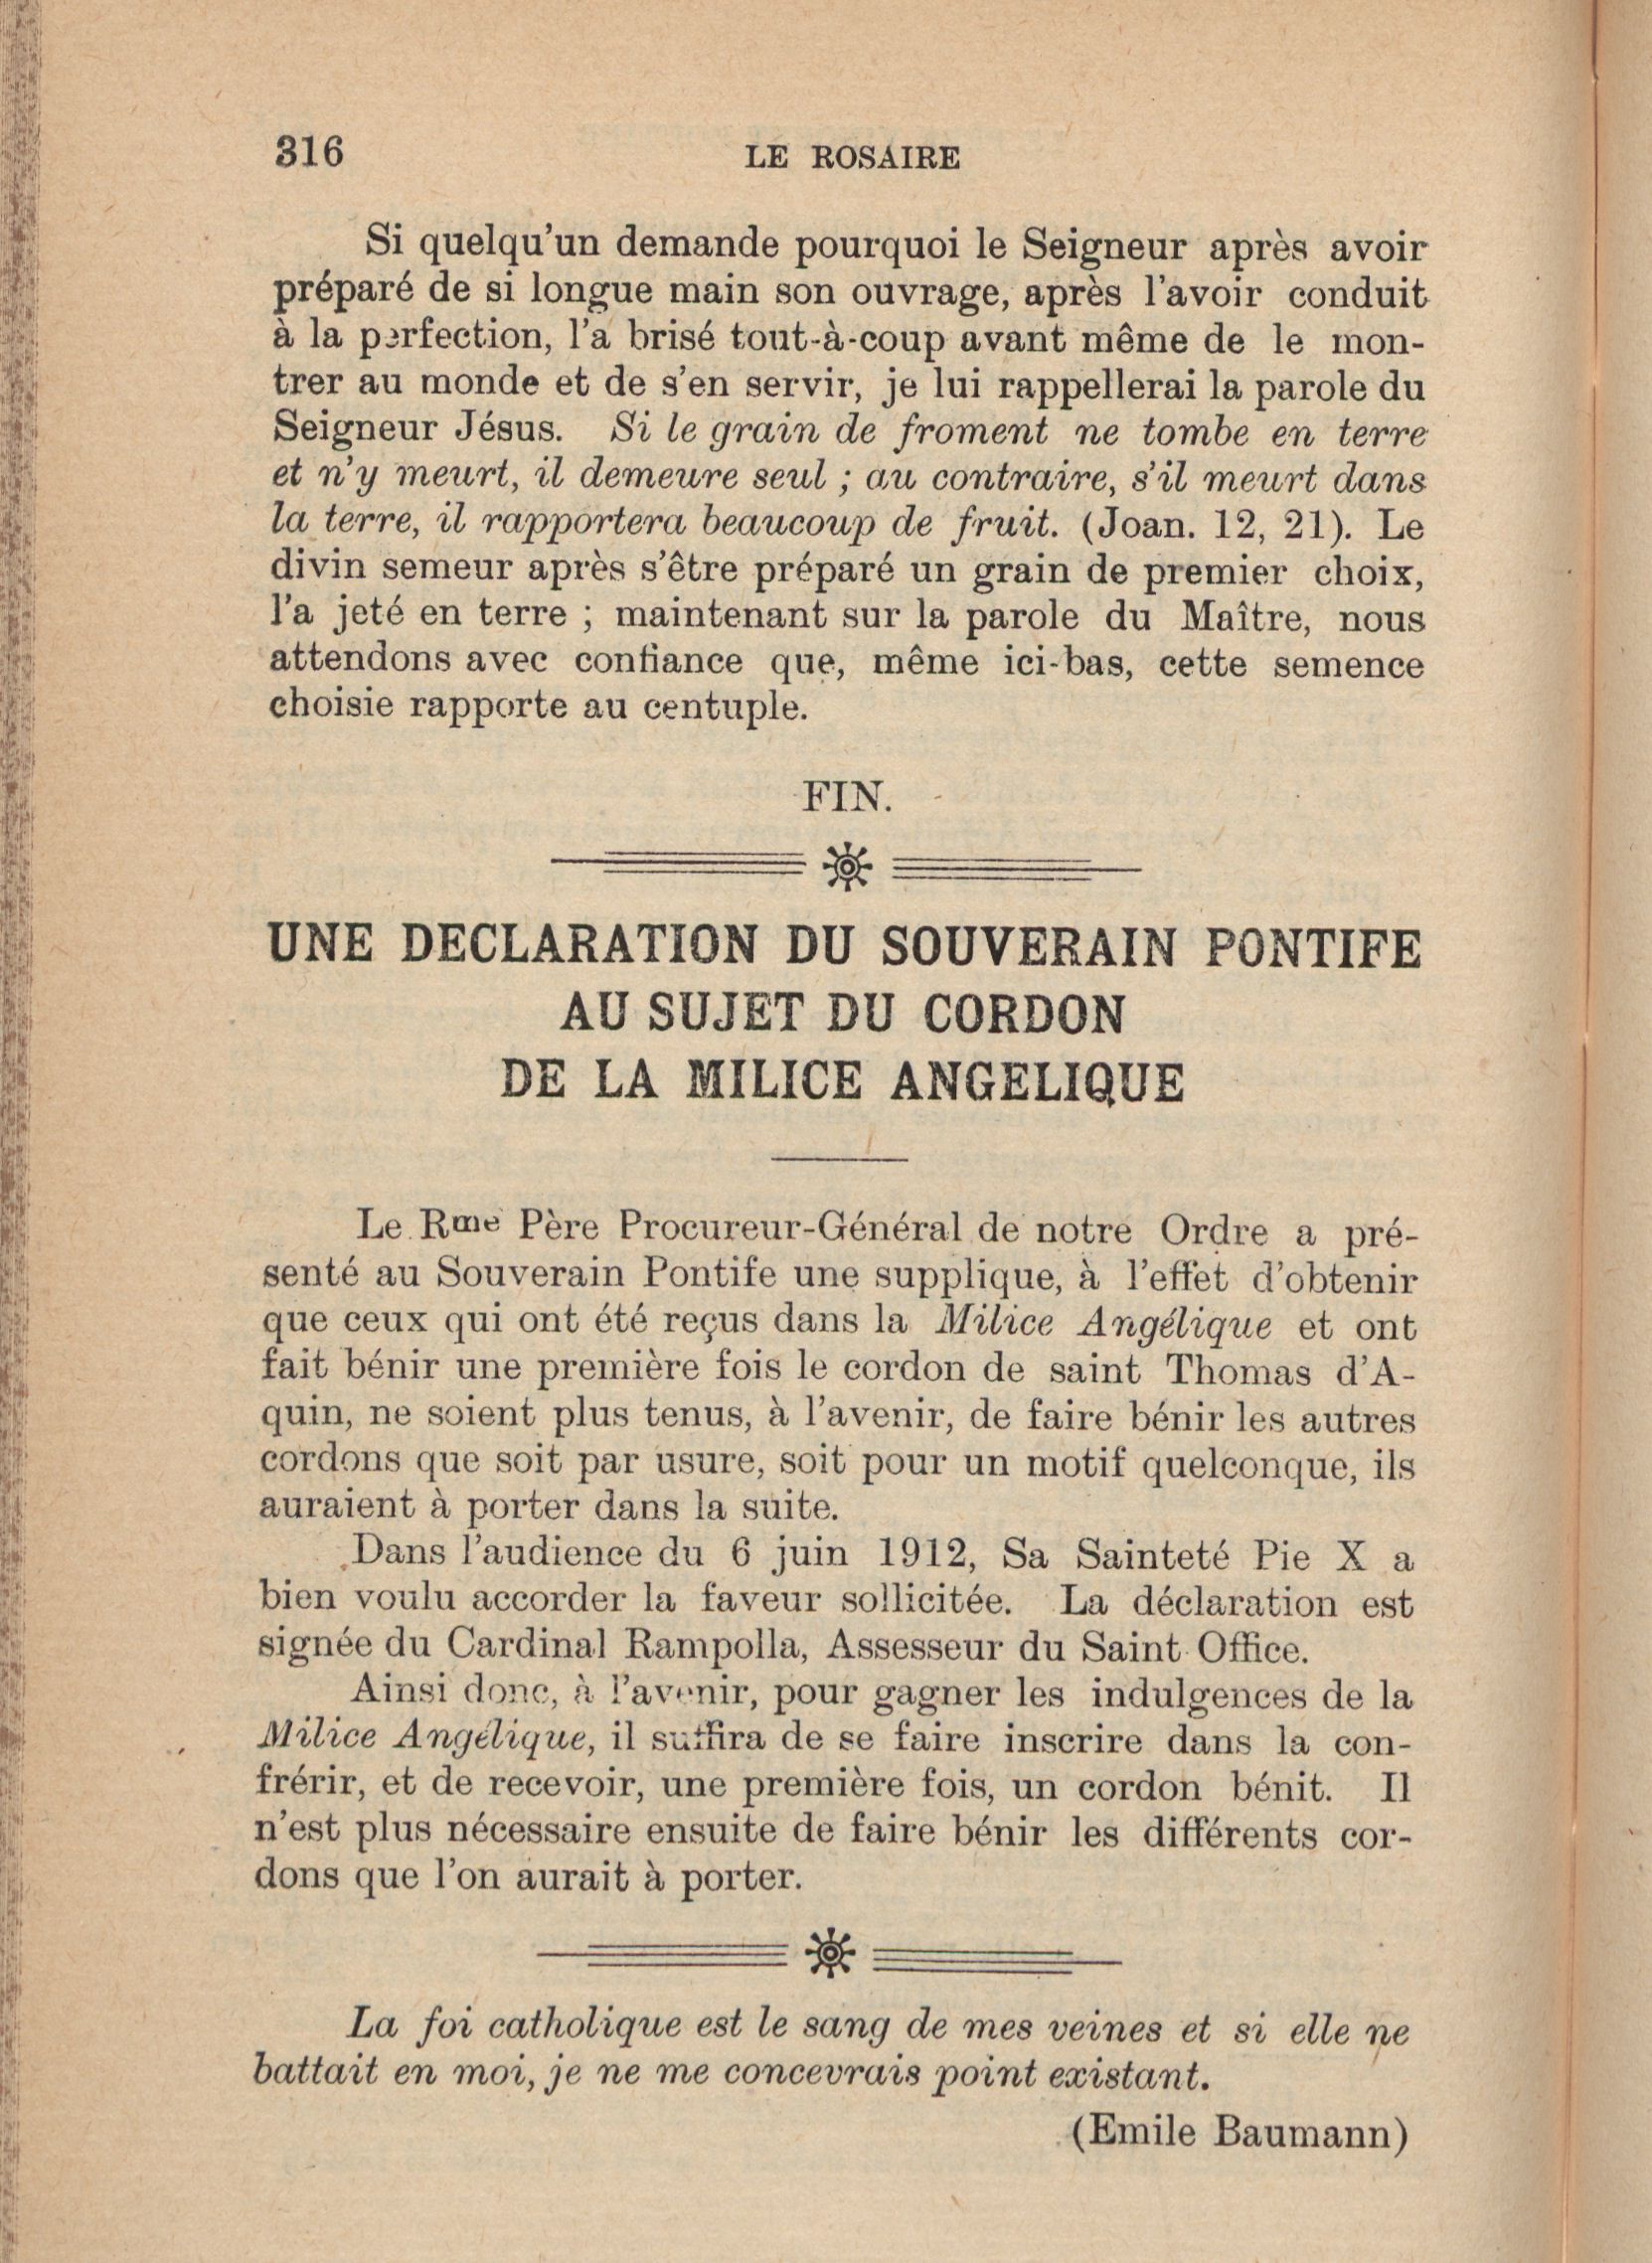 316
LE ROSAIRE
Si quelqu'un demande pourquoi le Seigneur après avoir
préparé de si longue main son ouvrage, après l'avoir conduit
à la perfection, l'a brisé tout-à-coup avant même de le mon-
trer au monde et de s'en servir, je lui rappellerai la parole du
Seigneur Jésus. Si le grain de froment ne tombe en terre
et n'y meurt, il demeure seul ; au contraire, s'il meurt dans
la terre, il rapportera beaucoup de fruit. (Joan. 12, 21). Le
divin semeur après s'être préparé un grain de premier choix,
l'a jeté en terre ; maintenant sur la parole du Maître, nous
attendons avec confiance que, même ici-bas, cette semence
choisie rapporte au centuple.
FIN.
UNE DECLARATION DU SOUVERAIN PONTIFE
AU SUJET DU CORDON
DE LA MILICE ANGELIQUE
Le Rme Père Procureur-Général de notre Ordre a pré-
senté au Souverain Pontife une supplique, à l'effet d'obtenir
que ceux qui ont été reçus dans la Milice Angélique et ont
fait bénir une première fois le cordon de saint Thomas d'A-
quin, ne soient plus tenus, à l'avenir, de faire bénir les autres
cordons que soit par usure, soit pour un motif quelconque, ils
auraient à porter dans la suite.
Dans l'audience du 6 juin 1912, Sa Sainteté Pie X a
bien voulu accorder la faveur sollicitée. La déclaration est
signée du Cardinal Rampolla, Assesseur du Saint Office.
Ainsi donc, à l'avenir, pour gagner les indulgences de la
Milice Angélique, il suffira de se faire inscrire dans la con-
frérir, et de recevoir, une première fois, un cordon bénit. Il
n'est plus nécessaire ensuite de faire bénir les différents cor-
dons que l'on aurait à porter.
La foi catholique est le sang de mes veines et si elle ne
battait en moi, je ne me concevrais point existant.
(Emile Baumann)